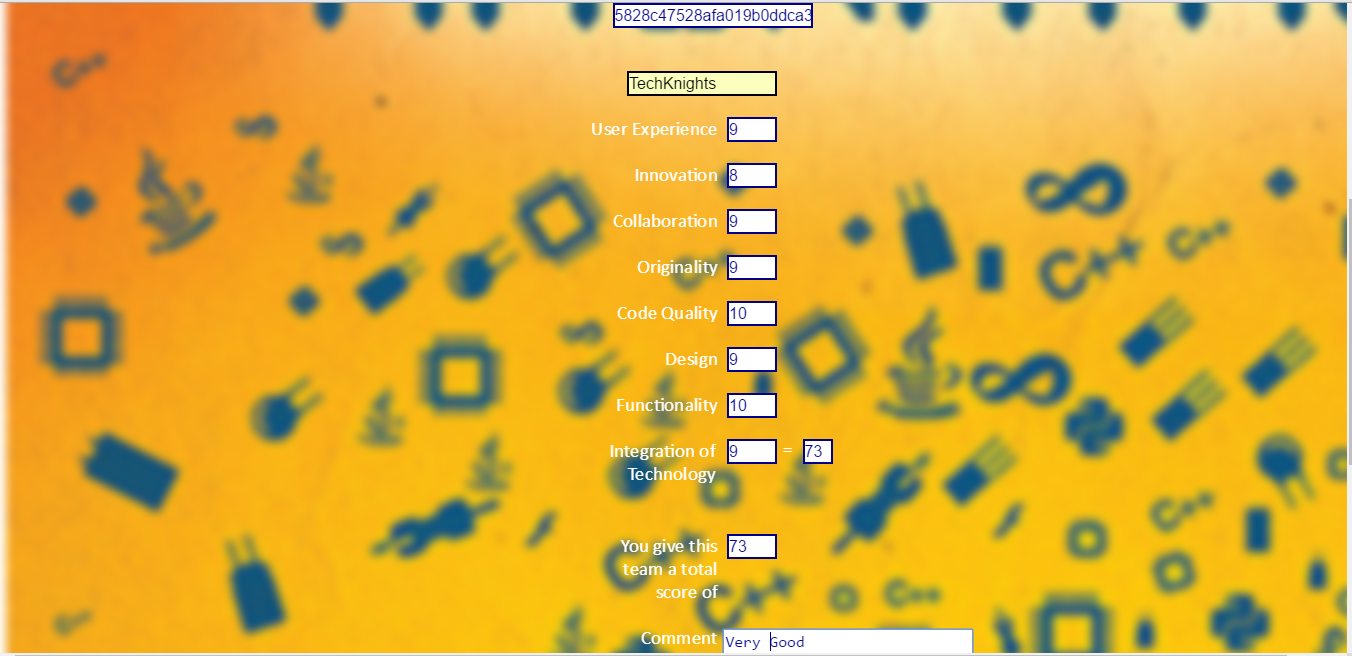 5828c47528afa019b0ddca3
TechKnights
User Experience 9
Innovation 8
Collaboration 9
Originality 9
Code Quality 10
Design 9
Functionality 10
Integration of 9 = 73
Technology
You give this 73
team a total
score of
Comment Very Good
C++
C++
C++
C++
C++
C++
C++